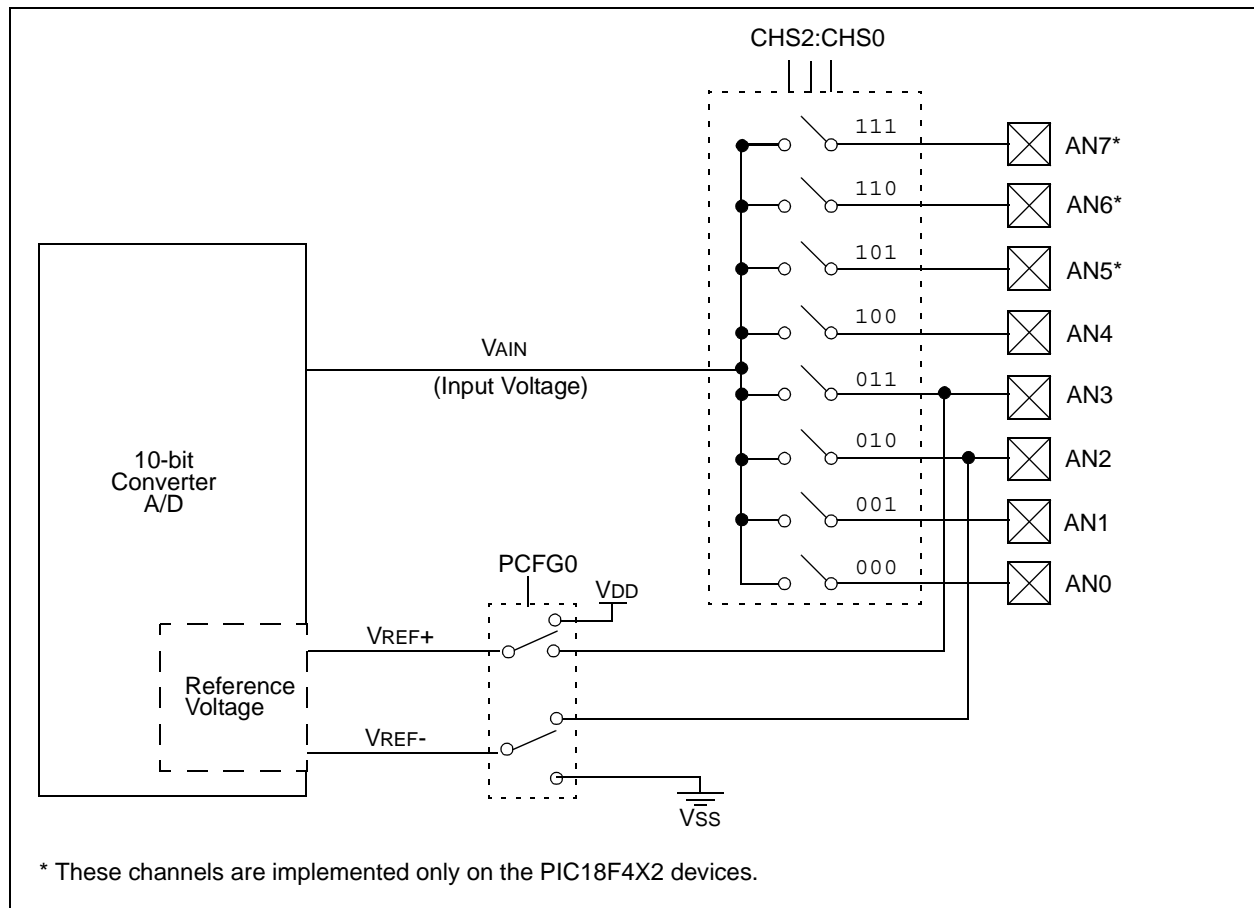 CHS2:CHS0
111
AN7*
110
AN6*
101
AN5*
100
AN4
VAIN
(Input Voltage)
011
AN3
010
AN2
10-bit
Converter
A/D
001
AN1
PCFG0
000
AN0
VDD
VREF+
Reference
Voltage
VREF-
VSS
* These channels are implemented only on the PIC18F4X2 devices.